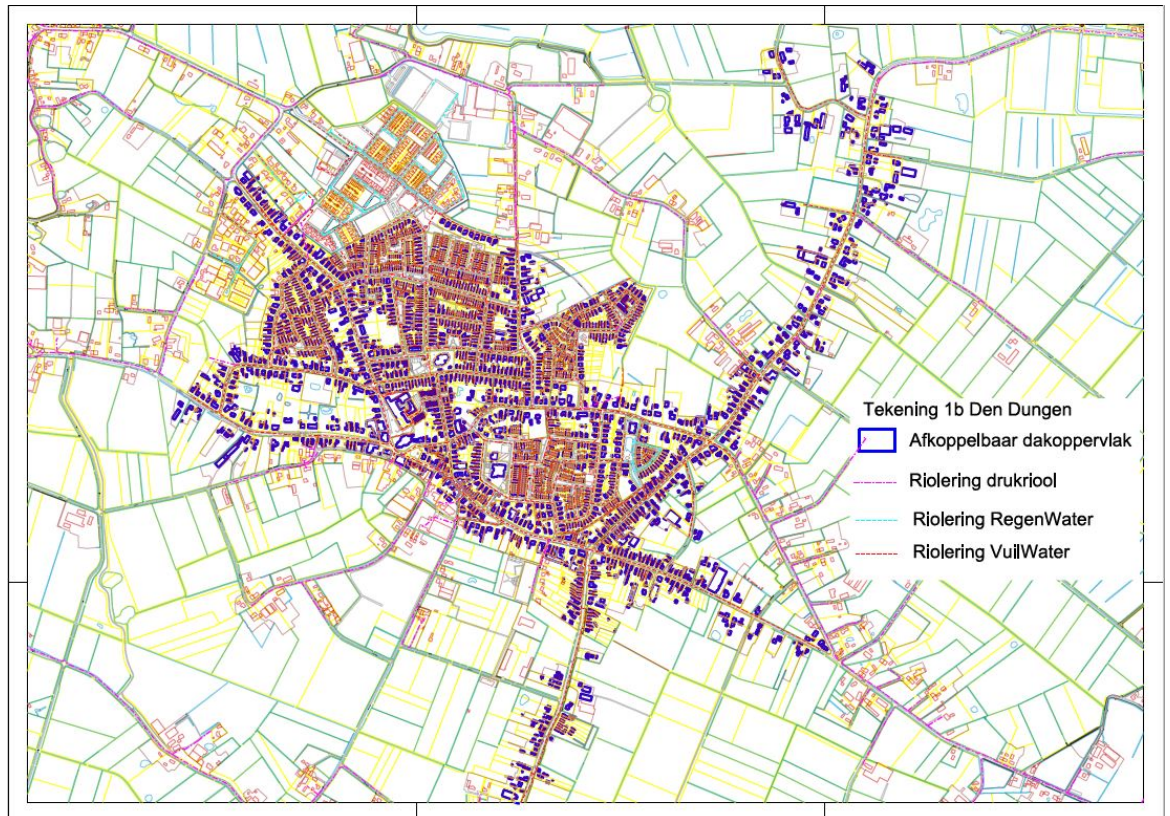 Tekening 1b Den Dungen
Afkoppelbaar dakoppervlak
Riolering drukriool
Riolering RegenWater
Riolering VuilWater